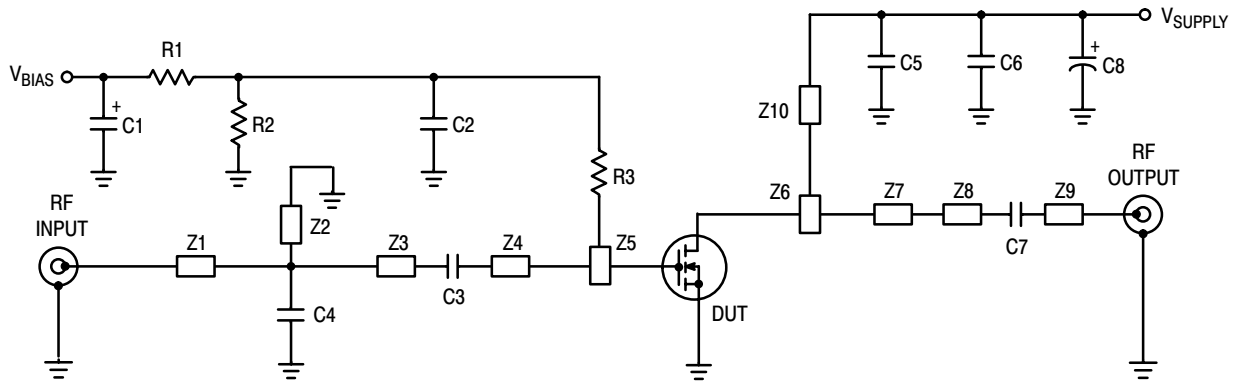 V_SUPPLY
R1
V_BIAS
+
C5
C6
+
C8
+
C1
R2
C2
Z10
R3
RF
OUTPUT
RF
INPUT
Z2
Z6
Z7
Z8
Z9
Z1
Z3
Z4
Z5
C7
C3
C4
DUT